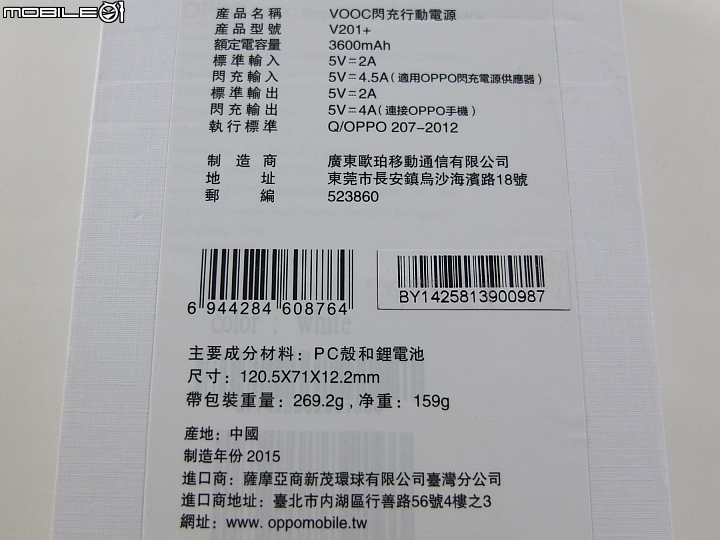 MOBILE01
產品名稱 VOOC閃充行動電源
產品型號 V201+
額定電容量 3600mAh
標準輸入 5V⎓2A
閃充輸入 5V⎓4.5A（適用OPPO閃充電源供應器）
標準輸出 5V⎓2A
閃充輸出 5V⎓4A（連接OPPO手機）
執行標準 Q/OPPO 207-2012
制造商 廣東歐珀移動通信有限公司
地址 東莞市長安鎮烏沙海濱路18號
郵編 523860
6 944284 608764
BY1425813900987
color : white
主要成分材料：PC殼和鋰電池
尺寸：120.5X71X12.2mm
帶包裝重量：269.2g , 净重：159g
産地：中國
制造年份2015
進口商：薩摩亞商新茂環球有限公司臺灣分公司
進口商地址：臺北市内湖區行善路56號4樓之3
網址：www. oppomobile.tw